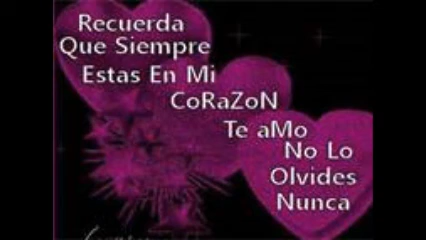 Recuerda
Que Siempre
Estas En Mi
CoRaZoN
Te aMo
No Lo
Olvides
Nunca